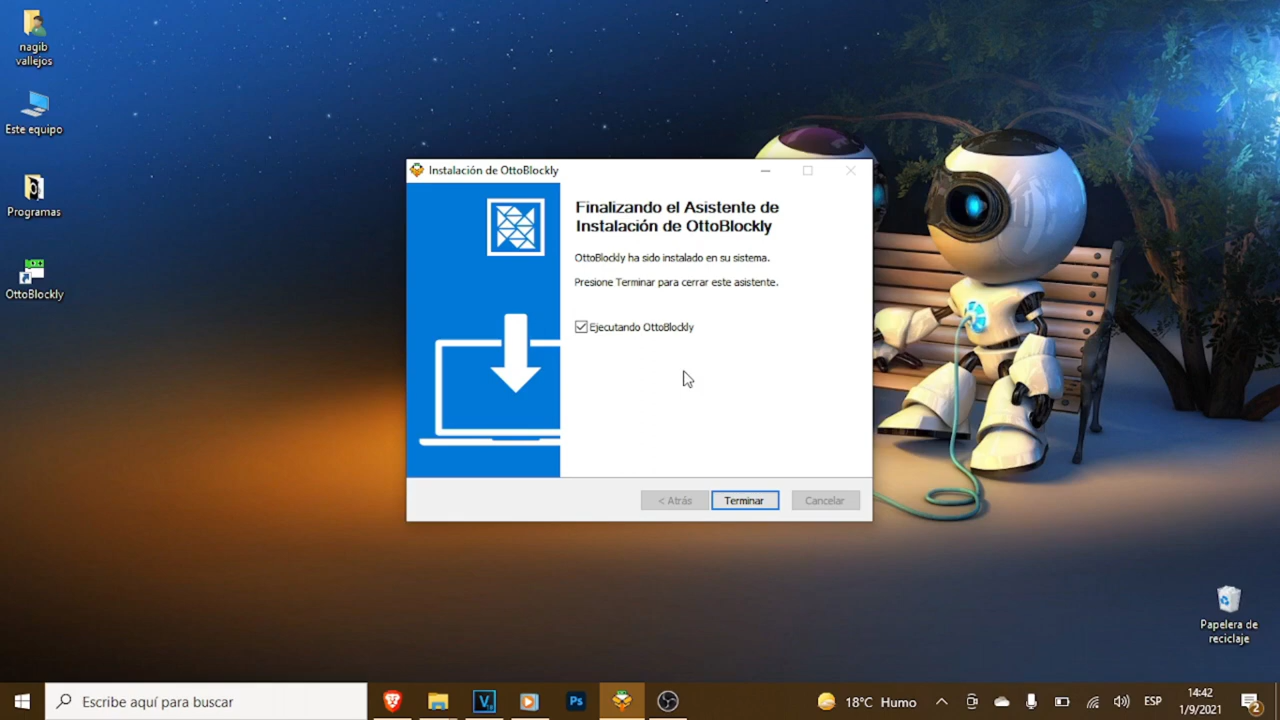 nagib
vallejos
Este equipo
Programas
OttoBlockly
Instalación de OttoBlockly
Finalizando el Asistente de
Instalación de OttoBlockly
OttoBlockly ha sido instalado en su sistema.
Presione Terminar para cerrar este asistente.
Ejecutando OttoBlockly
< Atrás
Terminar
Cancelar
Papelera de
reciclaje
Escribe aquí para buscar
Ps
18°C Humo
ESP
14:42
1/9/2021
2